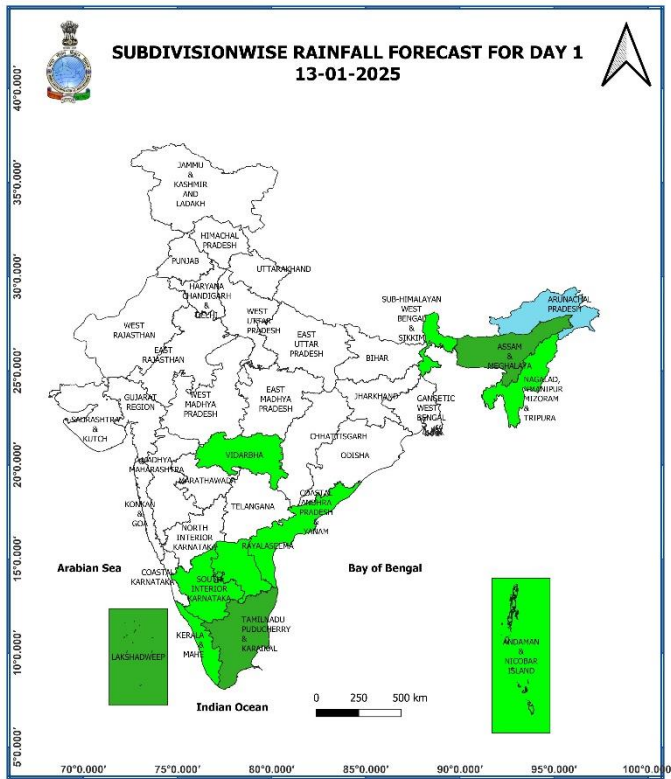 SUBDIVISIONWISE RAINFALL FORECAST FOR DAY 1
13-01-2025
40°0.000'
35°0.000'
30°0.000'
25°0.000'
20°0.000'
15°0.000'
10°0.000'
5°0.000'
JAMMU
&
KASHMIR
AND
LADAKH
HIMACHAL
PRADESH
PUNJAB
UTTARAKHAND
HARYANA
CHANDIGARH
&
DELHI
WEST
UTTAR
PRADESH
EAST
UTTAR
PRADESH
WEST
RAJASTHAN
EAST
RAJASTHAN
SUB-HIMALAYAN
WEST
BENGAL
&
SIKKIM
ARUNACHAL
PRADESH
ASSAM
&
MEGHALAYA
NAGALAD,
MANIPUR
MIZORAM
&
TRIPURA
BIHAR
JHARKHAND
GANGETIC
WEST
BENGAL
GUJARAT
REGION
SAURASHTRA
&
KUTCH
WEST
MADHYA
PRADESH
EAST
MADHYA
PRADESH
CHHATTISGARH
ODISHA
VIDARBHA
MADHYA
MAHARASHTRA
MARATHAWADA
KONKAN
&
GOA
TELANGANA
COASTAL
ANDHRA
PRADESH
&
YANAM
NORTH
INTERIOR
KARNATAKA
RAYALASEEMA
COASTAL
KARNATAKA
SOUTH
INTERIOR
KARNATAKA
KERALA
&
MAHE
TAMILNADU
PUDUCHERRY
&
KARAIKAL
LAKSHADWEEP
ANDAMAN
&
NICOBAR
ISLAND
Arabian Sea
Bay of Bengal
Indian Ocean
0 250 500 km
70°0.000' 75°0.000' 80°0.000' 85°0.000' 90°0.000' 95°0.000' 100°0.000'